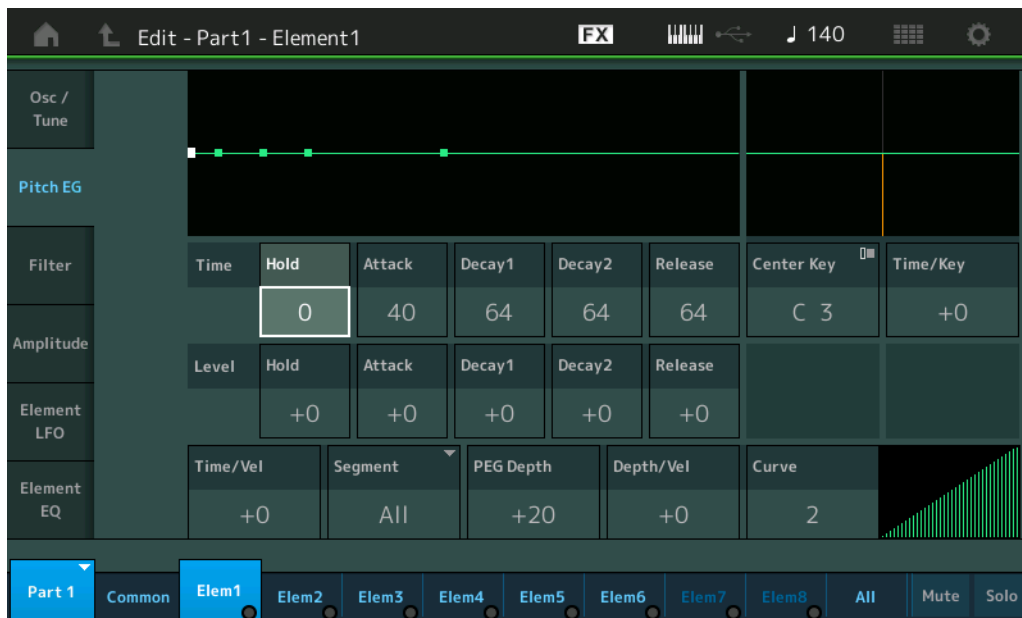 Edit - Part1 - Element1
FX
♩ 140
Osc /
Tune
Pitch EG
Filter
Amplitude
Element
LFO
Element
EQ
Time Hold Attack Decay1 Decay2 Release Center Key Time/Key
0 40 64 64 64 C 3 +0
Level Hold Attack Decay1 Decay2 Release
+0 +0 +0 +0 +0
Time/Vel Segment PEG Depth Depth/Vel Curve
+0 All +20 +0 2
Part 1 Common Elem1 Elem2 Elem3 Elem4 Elem5 Elem6 Elem7 Elem8 All Mute Solo